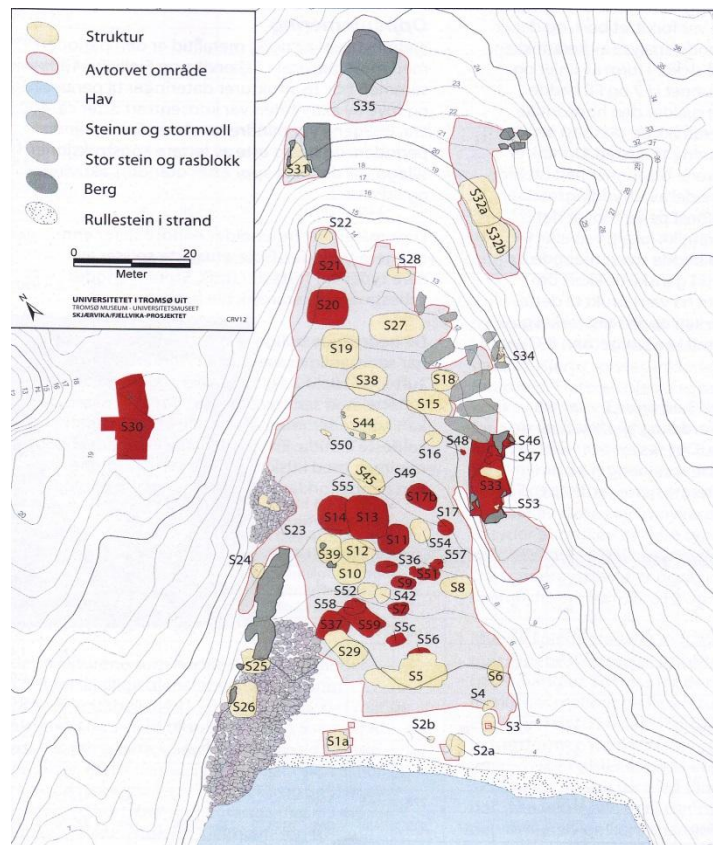 Struktur
Avtorvet område
Hav
Steinur og stormvoll
Stor stein og rasblokk
Berg
Rullestein i strand
0 20
Meter
N
UNIVERSITETET I TROMSØ UiT
TROMSØ MUSEUM - UNIVERSITETSMUSEET
SKJÆRVIKA/FJELLVIKA-PROSJEKTET
CRV12
S35
S31
S32a
S32b
S22
S28
S21
S20
S27
S19
S34
S38
S18
S15
S30
S44
S50
S16
S48
S46
S47
S45
S49
S33
S55
S17b
S53
S14
S13
S17
S23
S11
S54
S39
S12
S57
S24
S36
S10
S51
S9
S8
S52
S42
S58
S7
S37
S59
S5c
S56
S29
S25
S5
S6
S4
S26
S3
S1a
S2b
S2a